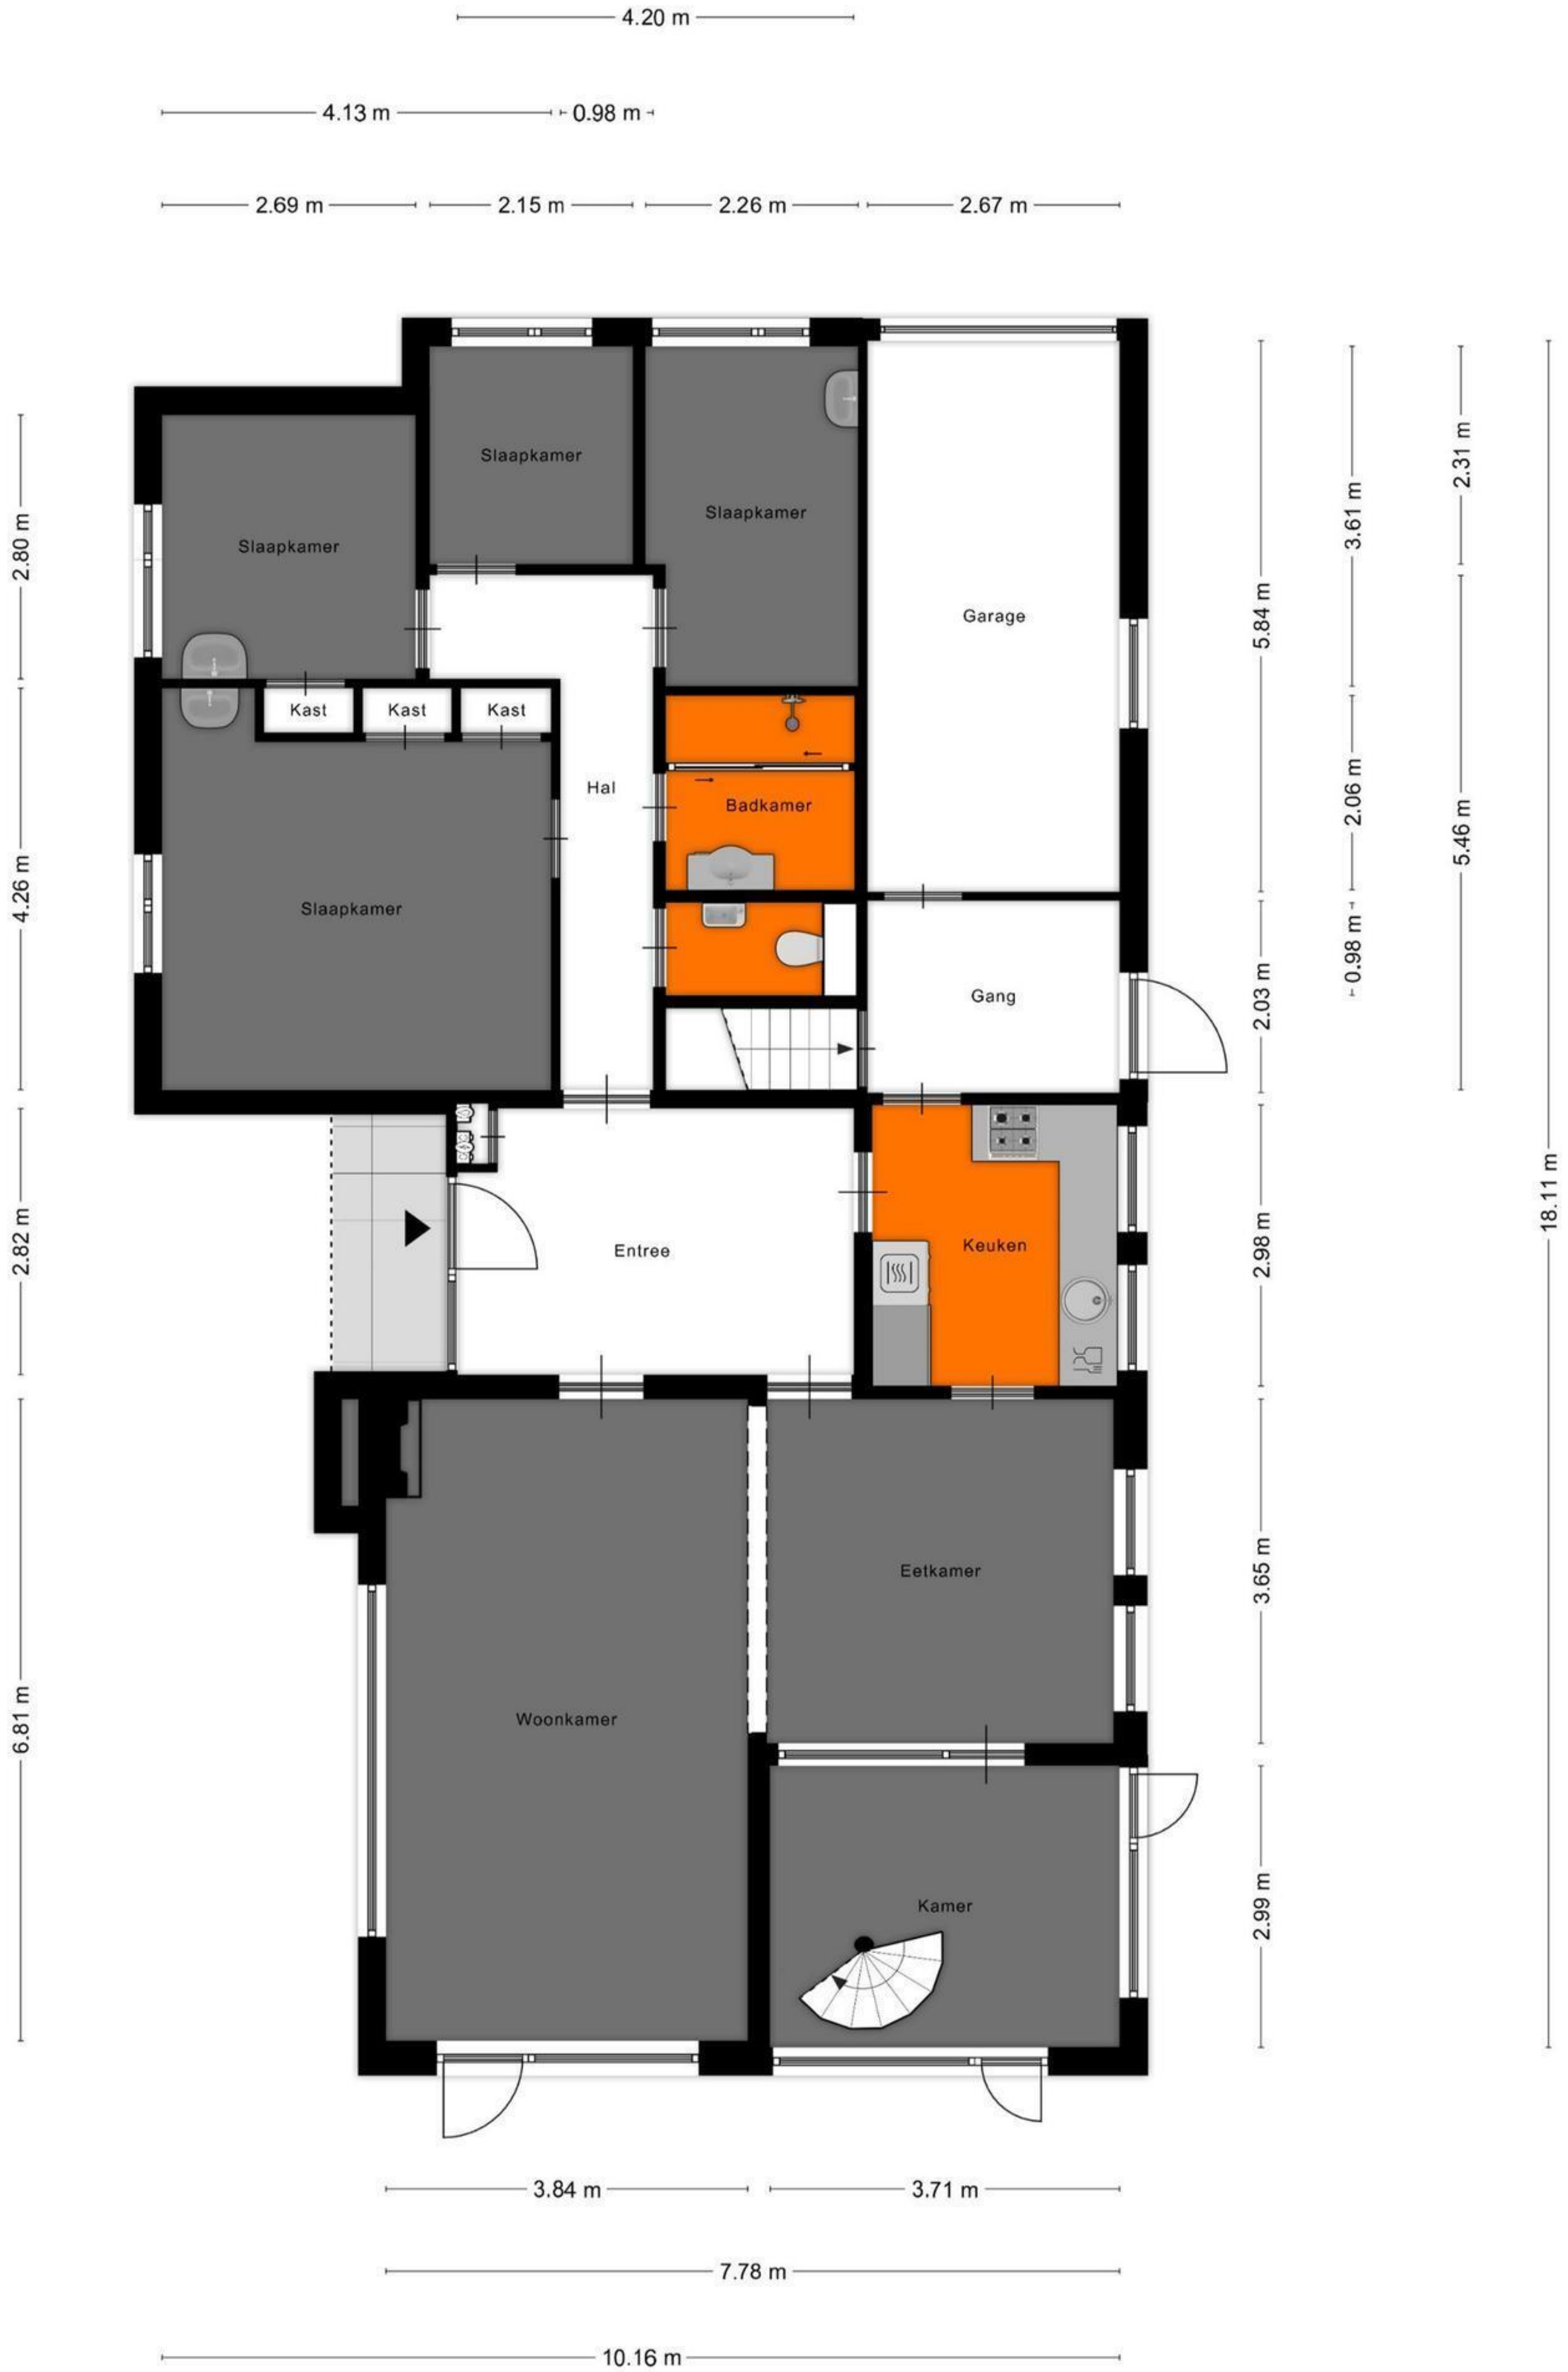 4.20 m
4.13 m
0.98 m
2.69 m
2.15 m
2.26 m
2.67 m
Slaapkamer
Slaapkamer
Slaapkamer
Garage
Kast
Kast
Kast
Hal
Badkamer
Slaapkamer
Gang
Entree
Keuken
Eetkamer
Woonkamer
Kamer
2.80 m
4.26 m
2.82 m
6.81 m
5.84 m
2.03 m
2.98 m
3.65 m
2.99 m
3.61 m
2.06 m
0.98 m
2.31 m
5.46 m
18.11 m
3.84 m
3.71 m
7.78 m
10.16 m